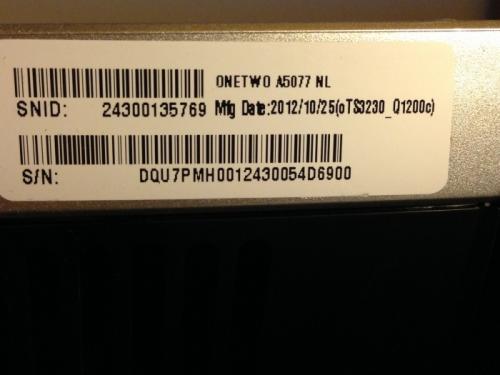 ONETWO A5077 NL
SNID: 24300135769 Mfg Date:2012/10/25(oTS3230_Q1200c)
S/N: DQU7PMH0012430054D6900